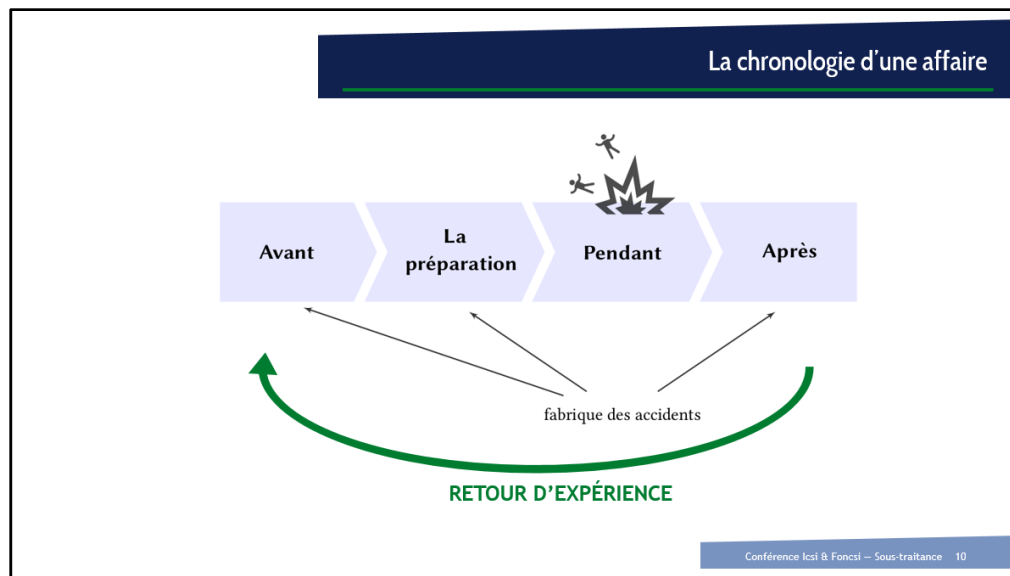 La chronologie d’une affaire
Avant
La
préparation
Pendant
Après
fabrique des accidents
RETOUR D’EXPÉRIENCE
Conférence Icsi & Foncsi — Sous-traitance 10